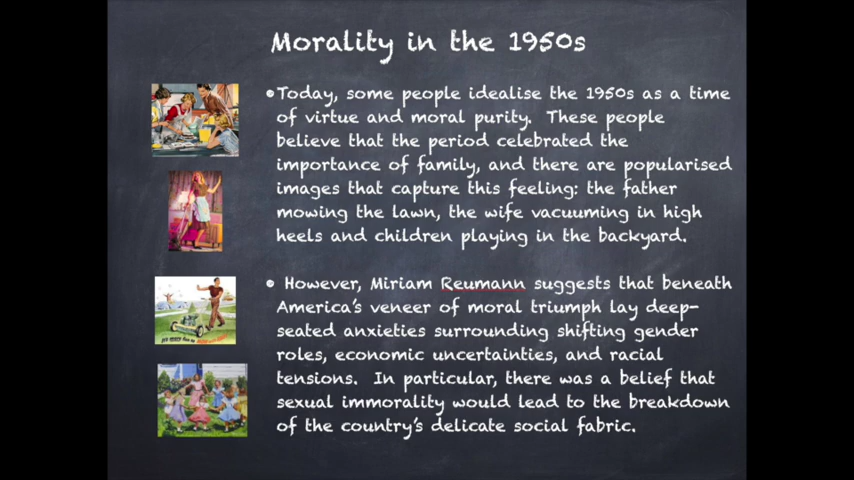 Morality in the 1950s
•Today, some people idealise the 1950s as a time
of virtue and moral purity. These people
believe that the period celebrated the
importance of family, and there are popularised
images that capture this feeling: the father
mowing the lawn, the wife vacuuming in high
heels and children playing in the backyard.
• However, Miriam Reumann suggests that beneath
America's veneer of moral triumph lay deep-
seated anxieties surrounding shifting gender
roles, economic uncertainties, and racial
tensions. In particular, there was a belief that
sexual immorality would lead to the breakdown
of the country's delicate social fabric.